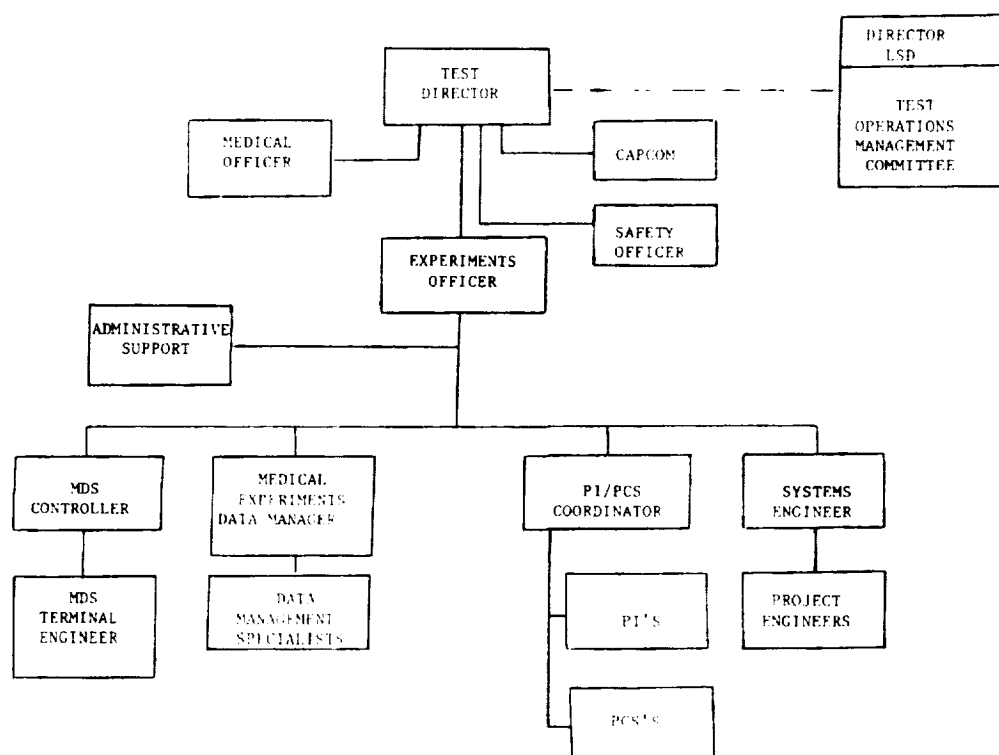 DIRECTOR
LSD
TEST
OPERATIONS
MANAGEMENT
COMMITTEE
TEST
DIRECTOR
MEDICAL
OFFICER
CAPCOM
SAFETY
OFFICER
EXPERIMENTS
OFFICER
ADMINISTRATIVE
SUPPORT
MDS
CONTROLLER
MEDICAL
EXPERIMENTS
DATA MANAGER
PI/PCS
COORDINATOR
SYSTEMS
ENGINEER
MDS
TERMINAL
ENGINEER
DATA
MANAGEMENT
SPECIALISTS
PI'S
PROJECT
ENGINEERS
PCS'S